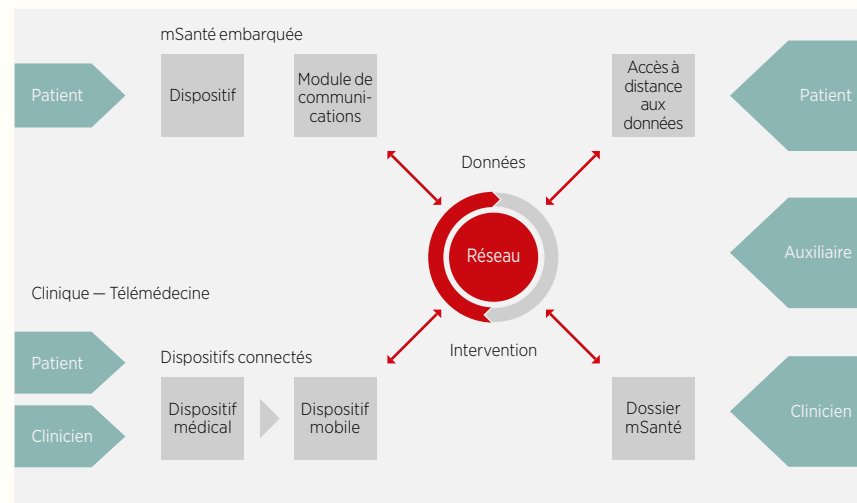 mSanté embarquée
Patient
Dispositif
Module de
communi-
cations
Accès à
distance
aux
données
Patient
Données
Réseau
Auxiliaire
Clinique — Télémédecine
Intervention
Patient
Dispositifs connectés
Clinicien
Dispositif
médical
Dispositif
mobile
Dossier
mSanté
Clinicien